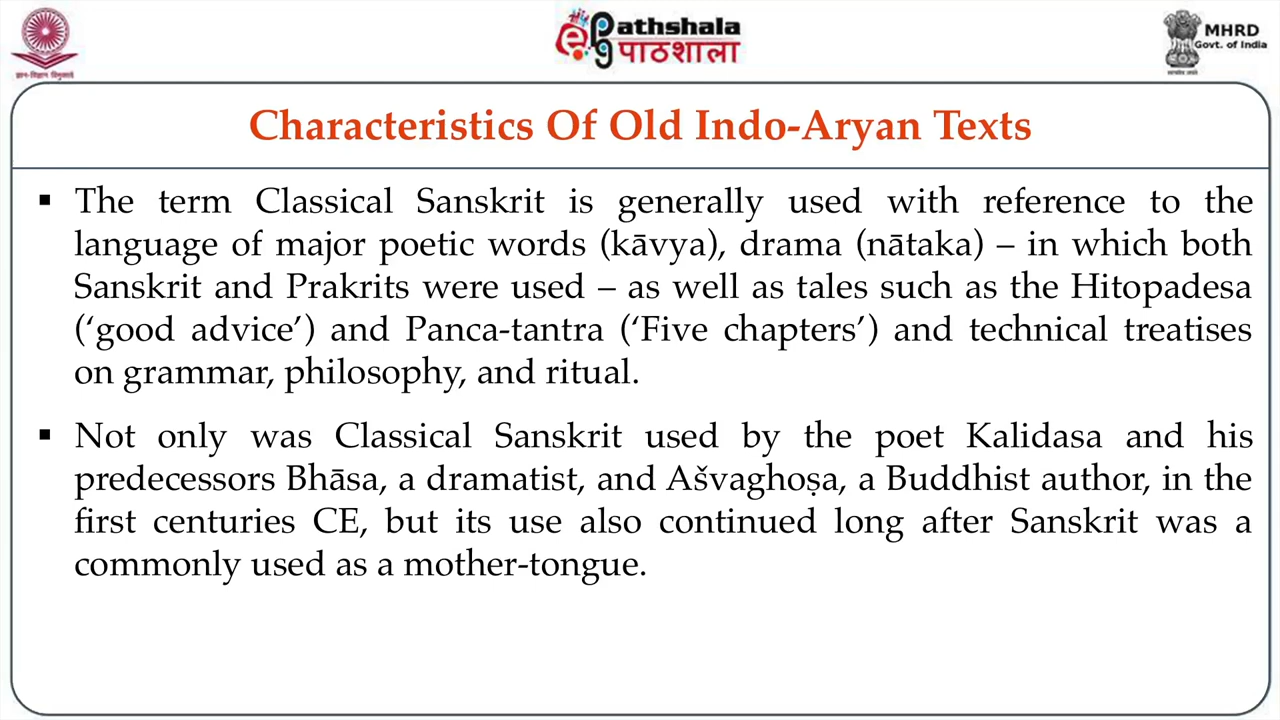 ePG athshala
पाठशाला
MHRD
Govt. of India
Characteristics Of Old Indo-Aryan Texts
▪ The term Classical Sanskrit is generally used with reference to the
language of major poetic words (kāvya), drama (nātaka) – in which both
Sanskrit and Prakrits were used – as well as tales such as the Hitopadesa
(‘good advice’) and Panca-tantra (‘Five chapters’) and technical treatises
on grammar, philosophy, and ritual.
▪ Not only was Classical Sanskrit used by the poet Kalidasa and his
predecessors Bhāsa, a dramatist, and Ašvaghoṣa, a Buddhist author, in the
first centuries CE, but its use also continued long after Sanskrit was a
commonly used as a mother-tongue.